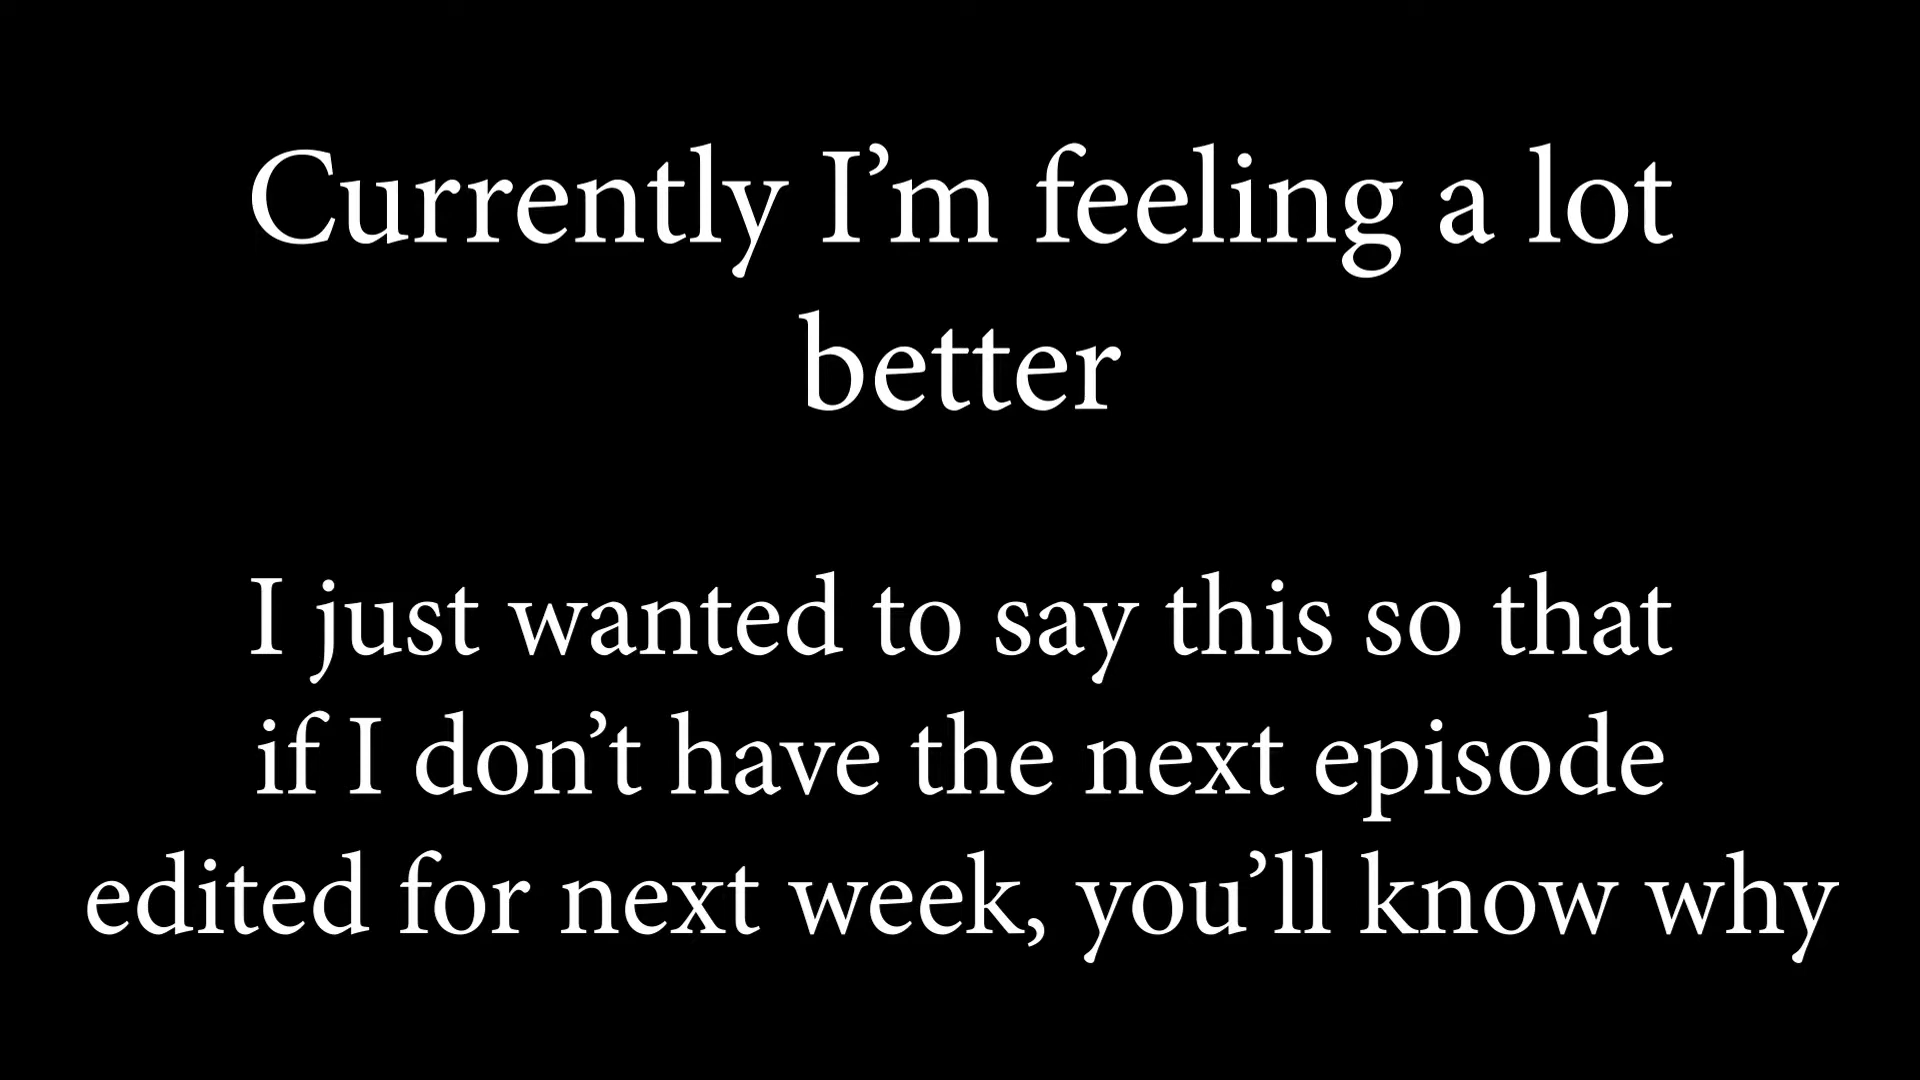 Currently I’m feeling a lot
better
I just wanted to say this so that
if I don’t have the next episode
edited for next week, you’ll know why